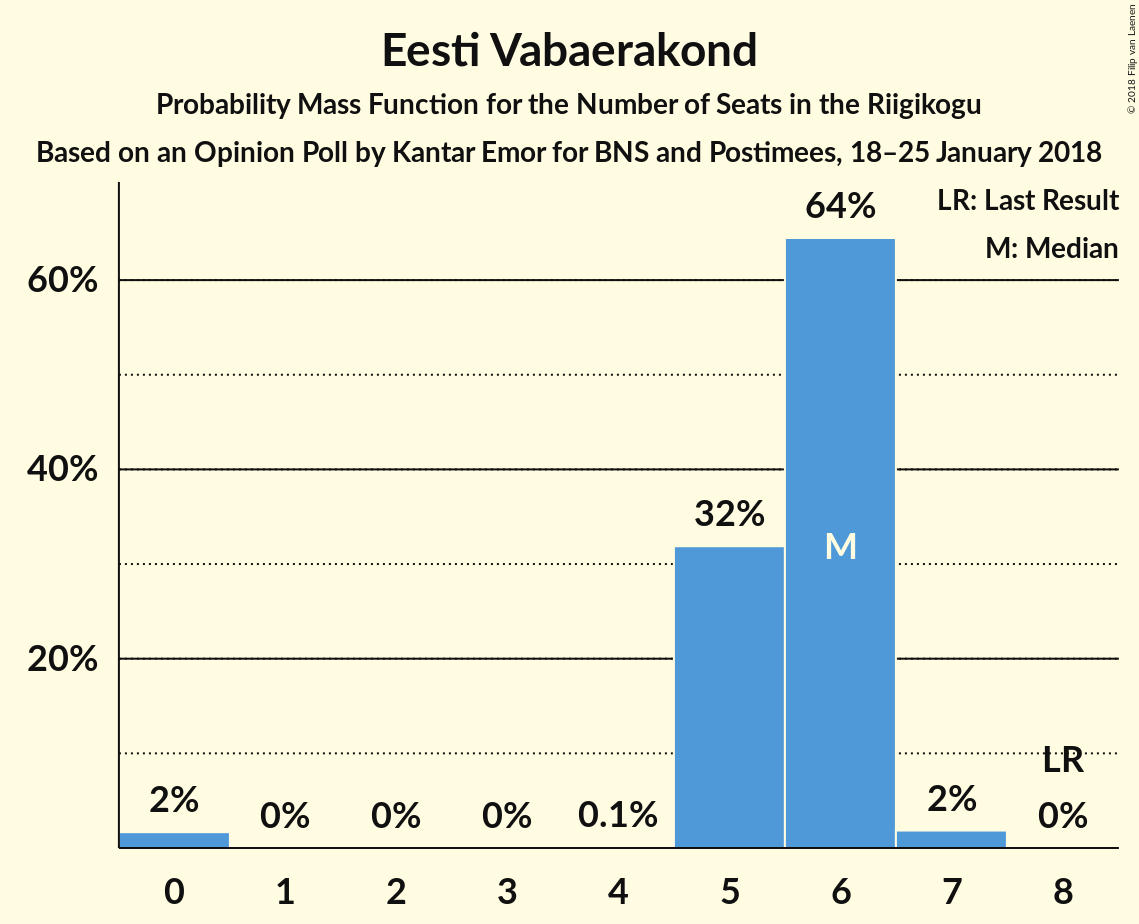 Eesti Vabaerakond
Probability Mass Function for the Number of Seats in the Riigikogu
Based on an Opinion Poll by Kantar Emor for BNS and Postimees, 18–25 January 2018
© 2018 Filip van Laenen
LR: Last Result
M: Median
64%
60%
40%
32%
M
20%
LR
2%
0%
0%
0%
0.1%
2%
0%
0 1 2 3 4 5 6 7 8